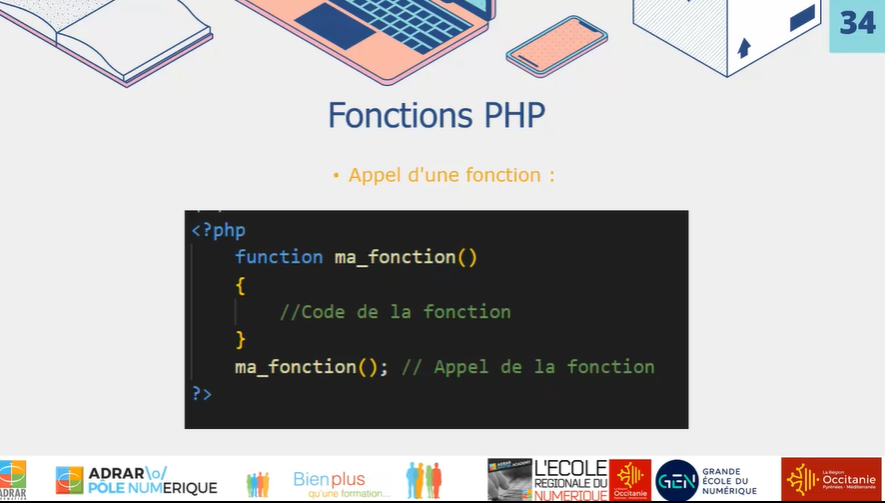 34
Fonctions PHP
• Appel d'une fonction :
<?php
function ma_fonction()
{
//Code de la fonction
}
ma_fonction(); // Appel de la fonction
?>
ADRAR
ADRAR\o/
PÔLE NUMERIQUE
Bienplus
qu'une formation...
L'ECOLE
REGIONALE DU
NUMERIQUE
Occitanie
GEN
GRANDE
ÉCOLE DU
NUMÉRIQUE
La Région
Occitanie
Pyrénées - Méditerranée